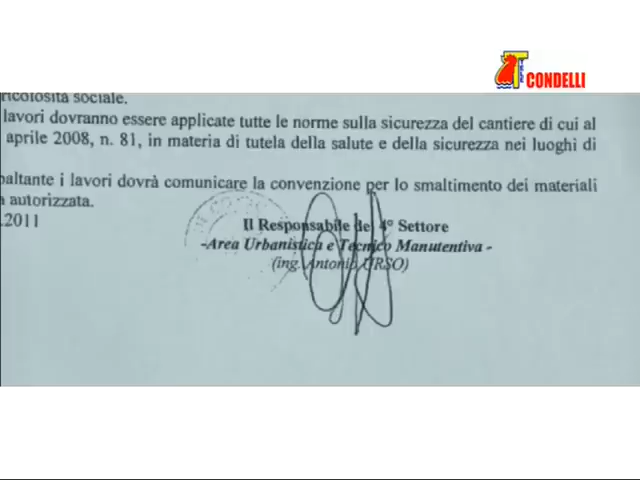 TELE
CONDELLI
ricolosità sociale.
lavori dovranno essere applicate tutte le norme sulla sicurezza del cantiere di cui al
aprile 2008, n. 81, in materia di tutela della salute e della sicurezza nei luoghi di
paltante i lavori dovrà comunicare la convenzione per lo smaltimento dei materiali
autorizzata.
.2011
Il Responsabile del 4° Settore
-Area Urbanistica e Tecnico Manutentiva -
(ing. Antonio URSO)